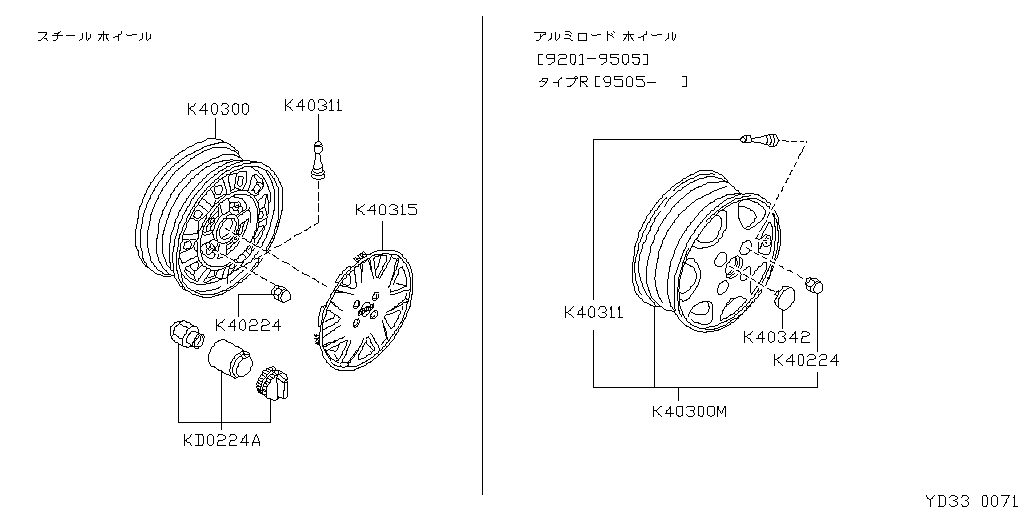 スチール ホイール
K40300
K40311
K40315
K40224
KD0224A
アルミロード ホイール
[9201-9505]
タイプR[9505-   ]
K40311
K40342
K40224
K40300M
YD33 0071